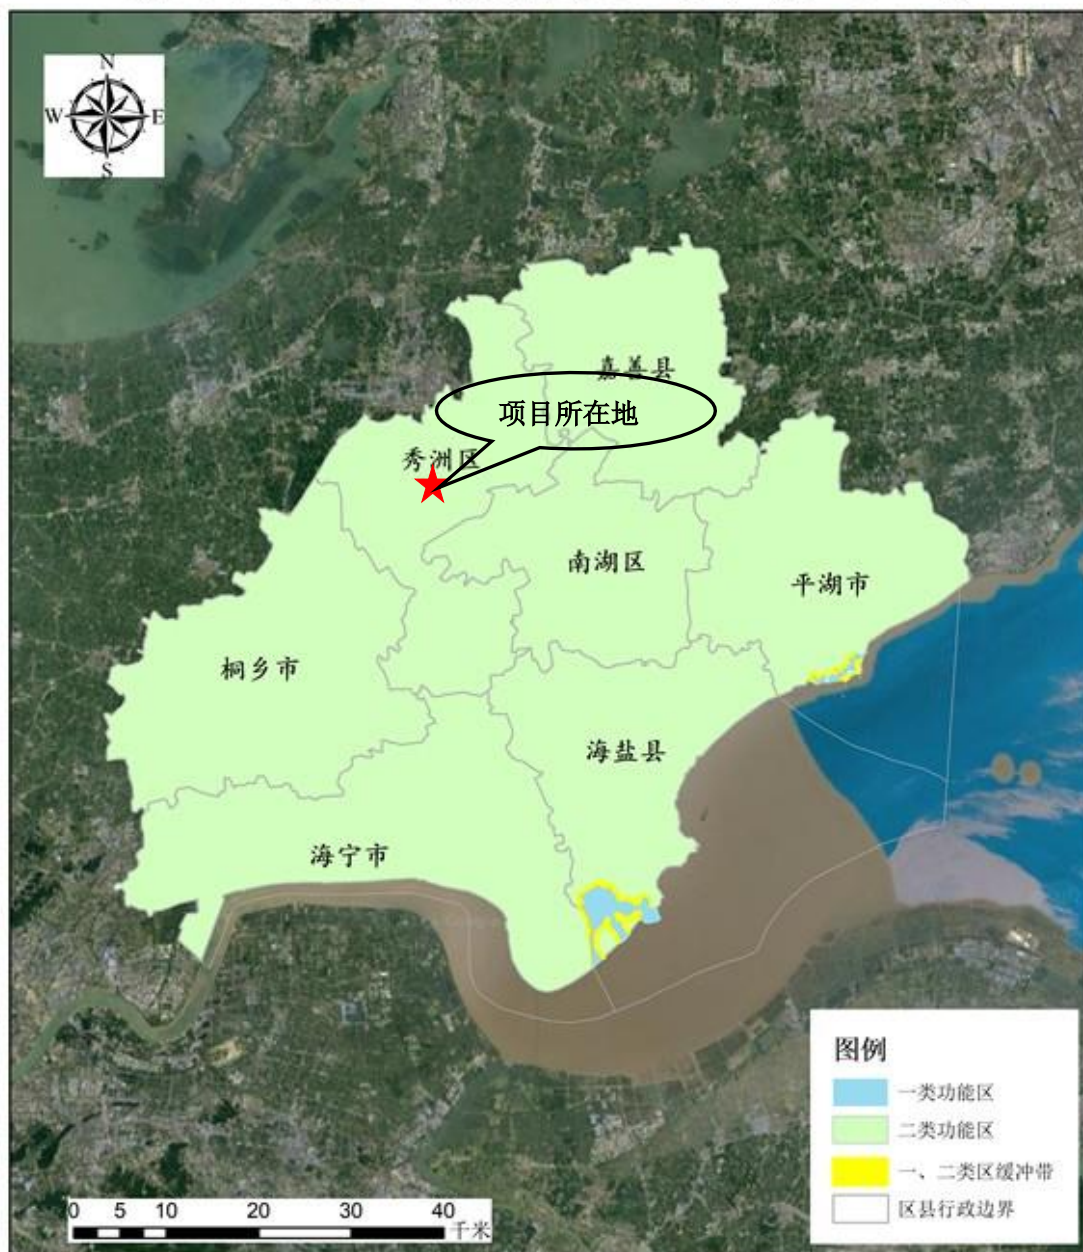 N
W
E
S
嘉善县
项目所在地
秀洲区
南湖区
平湖市
桐乡市
海盐县
海宁市
图例
一类功能区
二类功能区
一、二类区缓冲带
区县行政边界
0 5 10 20 30 40
千米